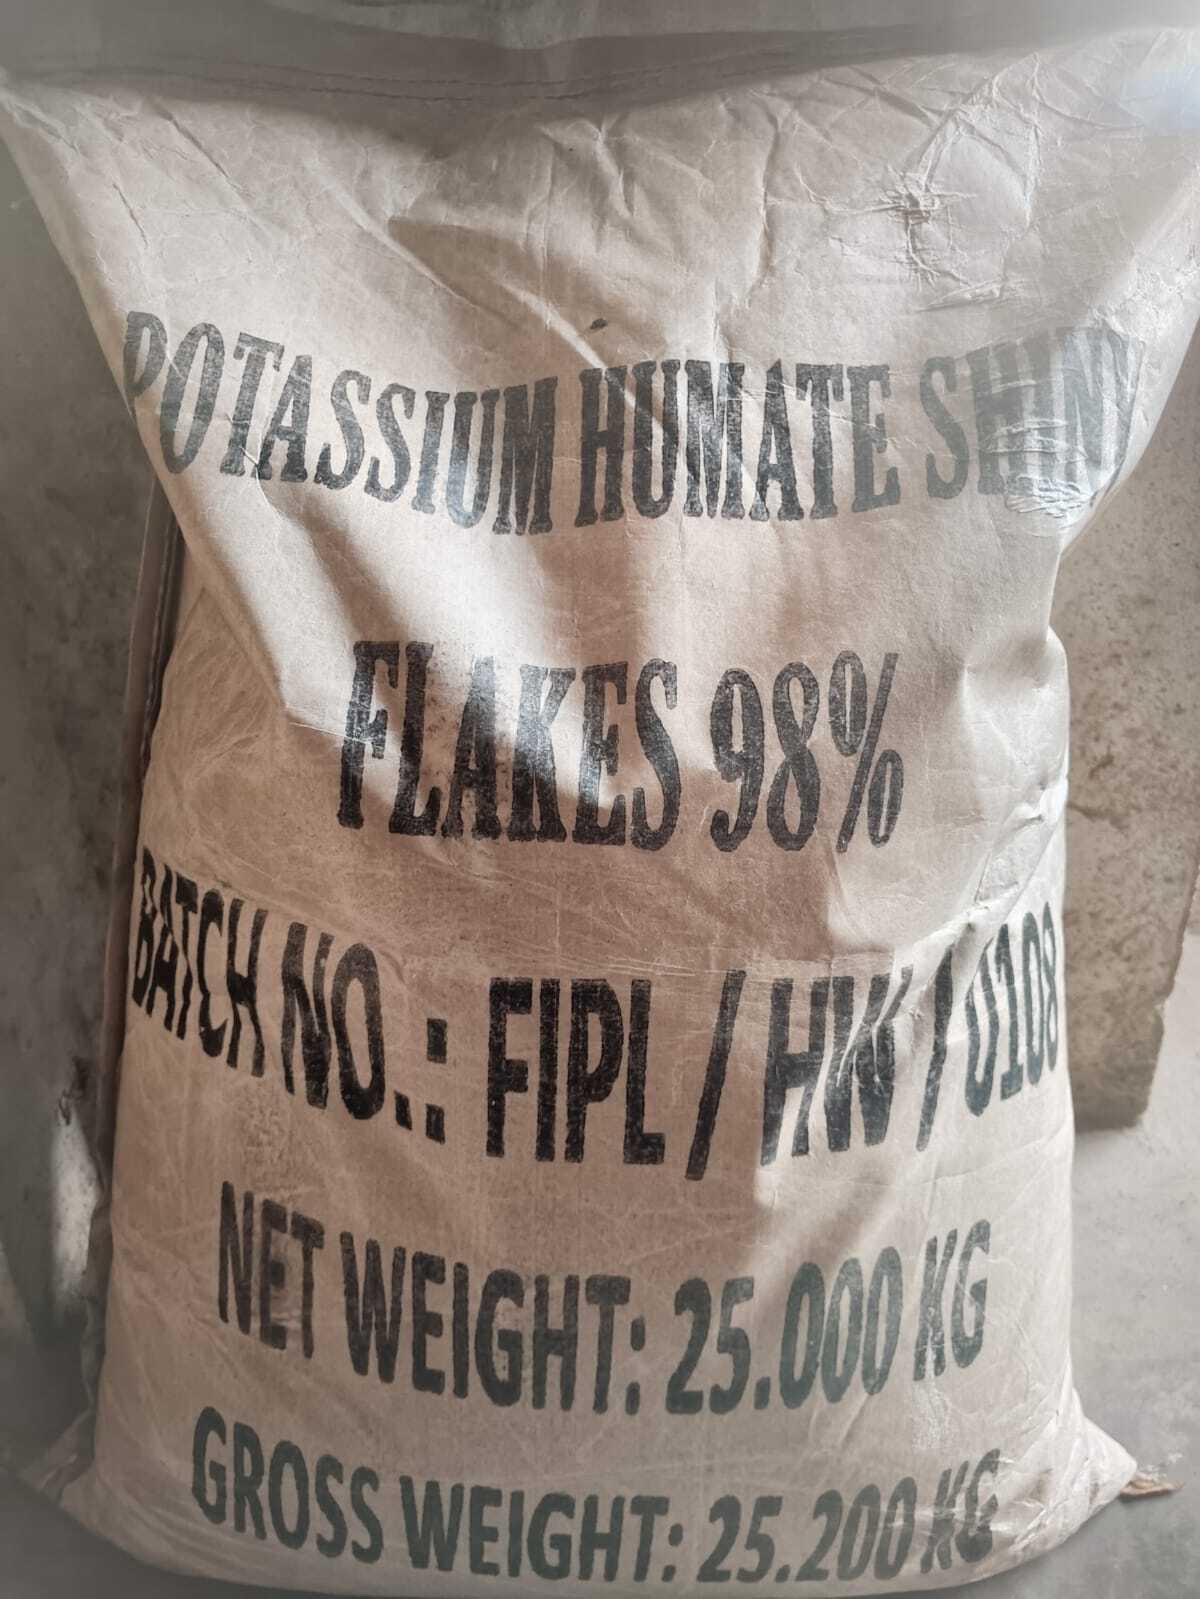 POTASSIUM HUMATE SHINY
FLAKES 98%
BATCH NO.: FIPL / HW / 0108
NET WEIGHT: 25.000 KG
GROSS WEIGHT: 25.200 KG